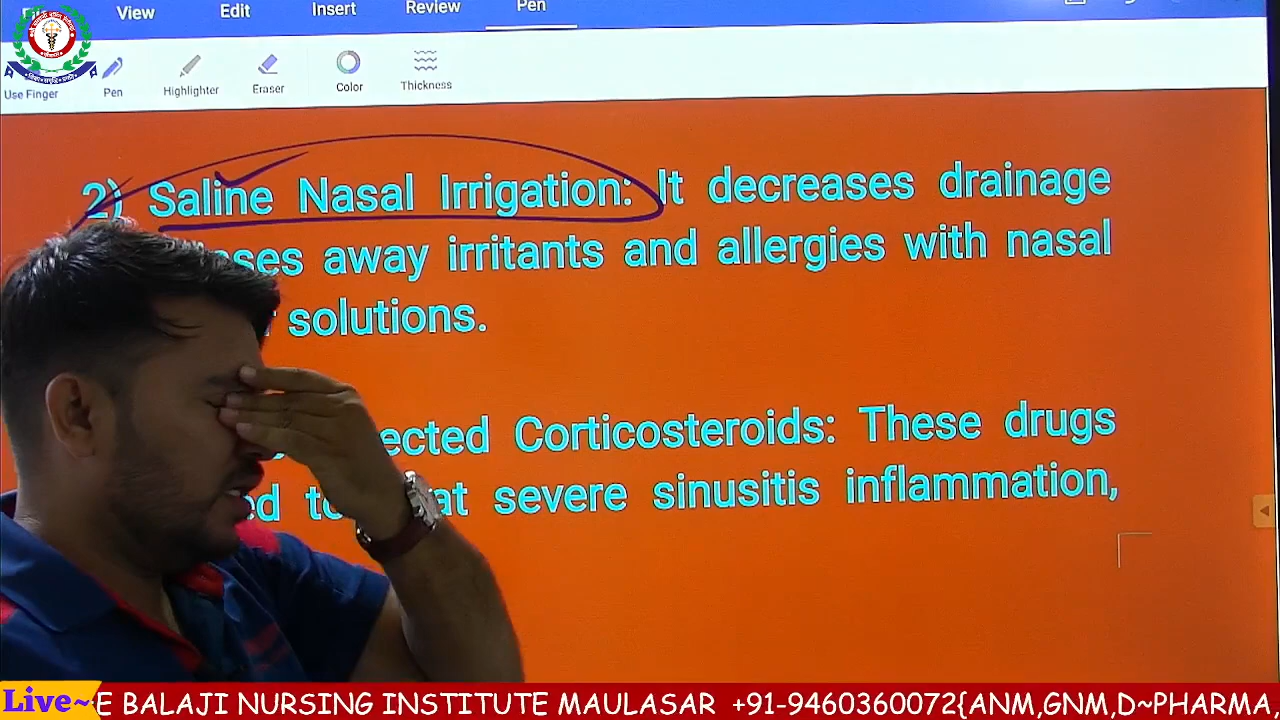 View Edit Insert Review Pen
Use Finger Pen Highlighter Eraser Color Thickness
2) Saline Nasal Irrigation: It decreases drainage
away irritants and allergies with nasal
solutions.
Corticosteroids: These drugs
severe sinusitis inflammation,
Live~ E BALAJI NURSING INSTITUTE MAULASAR +91-9460360072{ANM,GNM,D~PHARMA,